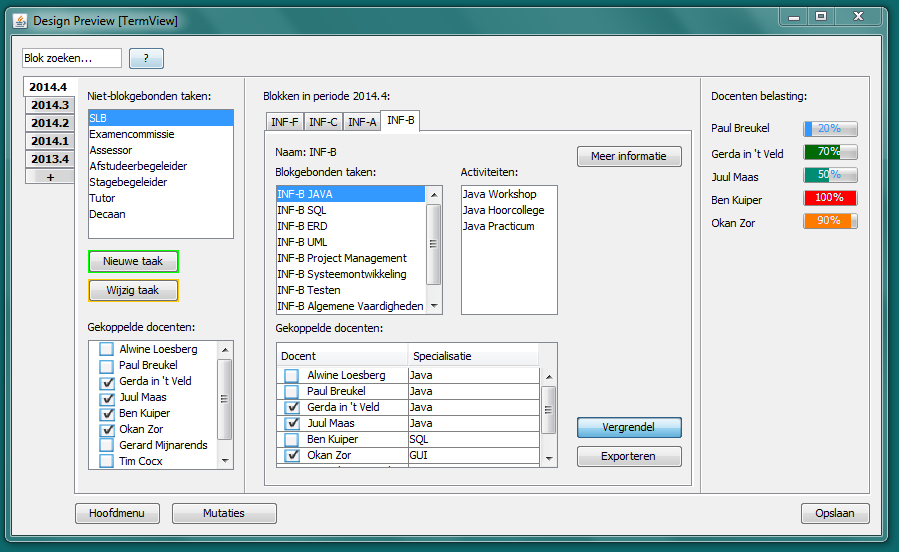 Design Preview [TermView]
Blok zoeken...
?
2014.4
2014.3
2014.2
2014.1
2013.4
+
Niet-blokgebonden taken:
SLB
Examencommissie
Assessor
Afstudeerbegeleider
Stagebegeleider
Tutor
Decaan
Nieuwe taak
Wijzig taak
Gekoppelde docenten:
Alwine Loesberg
Paul Breukel
Gerda in 't Veld
Juul Maas
Ben Kuiper
Okan Zor
Gerard Mijnarends
Tim Cocx
Blokken in periode 2014.4:
INF-F INF-C INF-A INF-B
Naam: INF-B
Meer informatie
Blokgebonden taken:
INF-B JAVA
INF-B SQL
INF-B ERD
INF-B UML
INF-B Project Management
INF-B Systeemontwikkeling
INF-B Testen
INF-B Algemene Vaardigheden
Activiteiten:
Java Workshop
Java Hoorcollege
Java Practicum
Gekoppelde docenten:
Docent Specialisatie
Alwine Loesberg Java
Paul Breukel Java
Gerda in 't Veld Java
Juul Maas Java
Ben Kuiper SQL
Okan Zor GUI
Vergrendel
Exporteren
Docenten belasting:
Paul Breukel 20%
Gerda in 't Veld 70%
Juul Maas 50%
Ben Kuiper 100%
Okan Zor 90%
Hoofdmenu
Mutaties
Opslaan